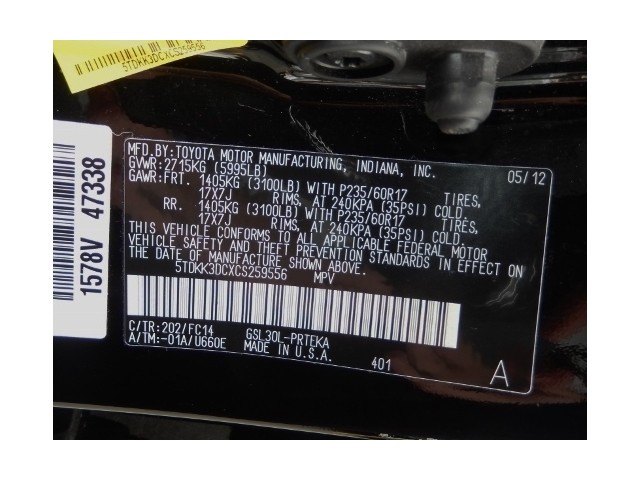 5TDKK3DCXCS259556
1578V 47338
MFD.BY:TOYOTA MOTOR MANUFACTURING, INDIANA, INC. 05/12
GVWR:2715KG (5995LB)
GAWR:FRT. 1405KG (3100LB) WITH P235/60R17 TIRES,
17X7J RIMS, AT 240KPA (35PSI) COLD.
RR. 1405KG (3100LB) WITH P235/60R17 TIRES,
17X7J RIMS, AT 240KPA (35PSI) COLD.
THIS VEHICLE CONFORMS TO ALL APPLICABLE FEDERAL MOTOR
VEHICLE SAFETY AND THEFT PREVENTION STANDARDS IN EFFECT ON
THE DATE OF MANUFACTURE SHOWN ABOVE.
5TDKK3DCXCS259556 MPV
C/TR:202/FC14 GSL30L-PRTEKA
A/TM:-01A/U660E MADE IN U.S.A. 401 A